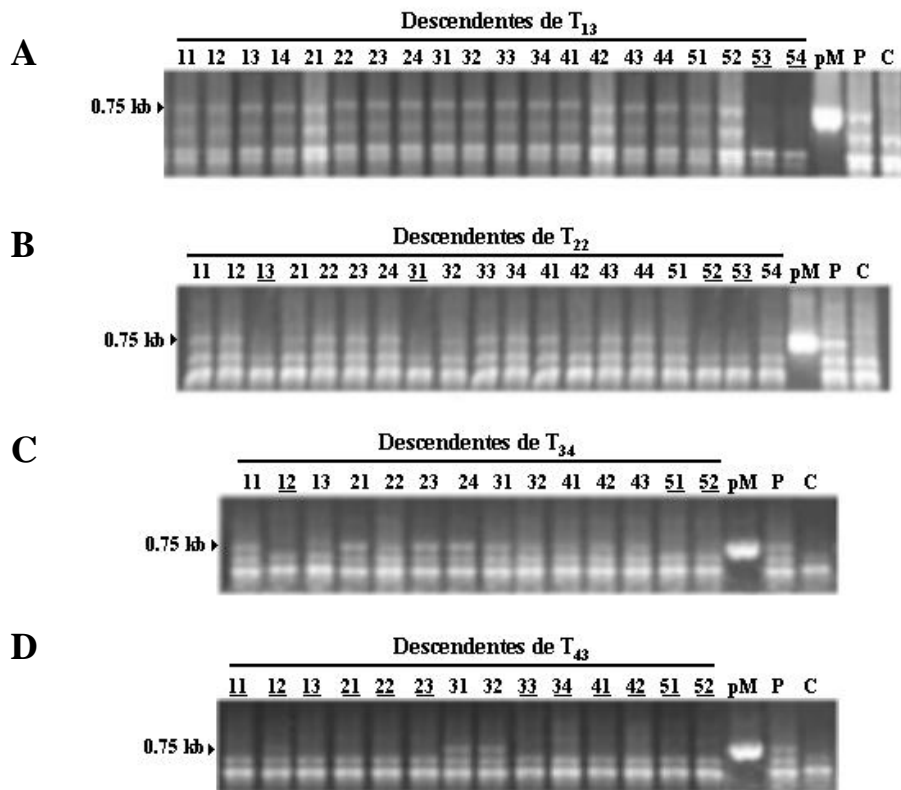 A
Descendentes de T13
11 12 13 14 21 22 23 24 31 32 33 34 41 42 43 44 51 52 53 54 pM P C
0.75 kb
B
Descendentes de T22
11 12 13 21 22 23 24 31 32 33 34 41 42 43 44 51 52 53 54 pM P C
0.75 kb
C
Descendentes de T34
11 12 13 21 22 23 24 31 32 41 42 43 51 52 pM P C
0.75 kb
D
Descendentes de T43
11 12 13 21 22 23 31 32 33 34 41 42 51 52 pM P C
0.75 kb